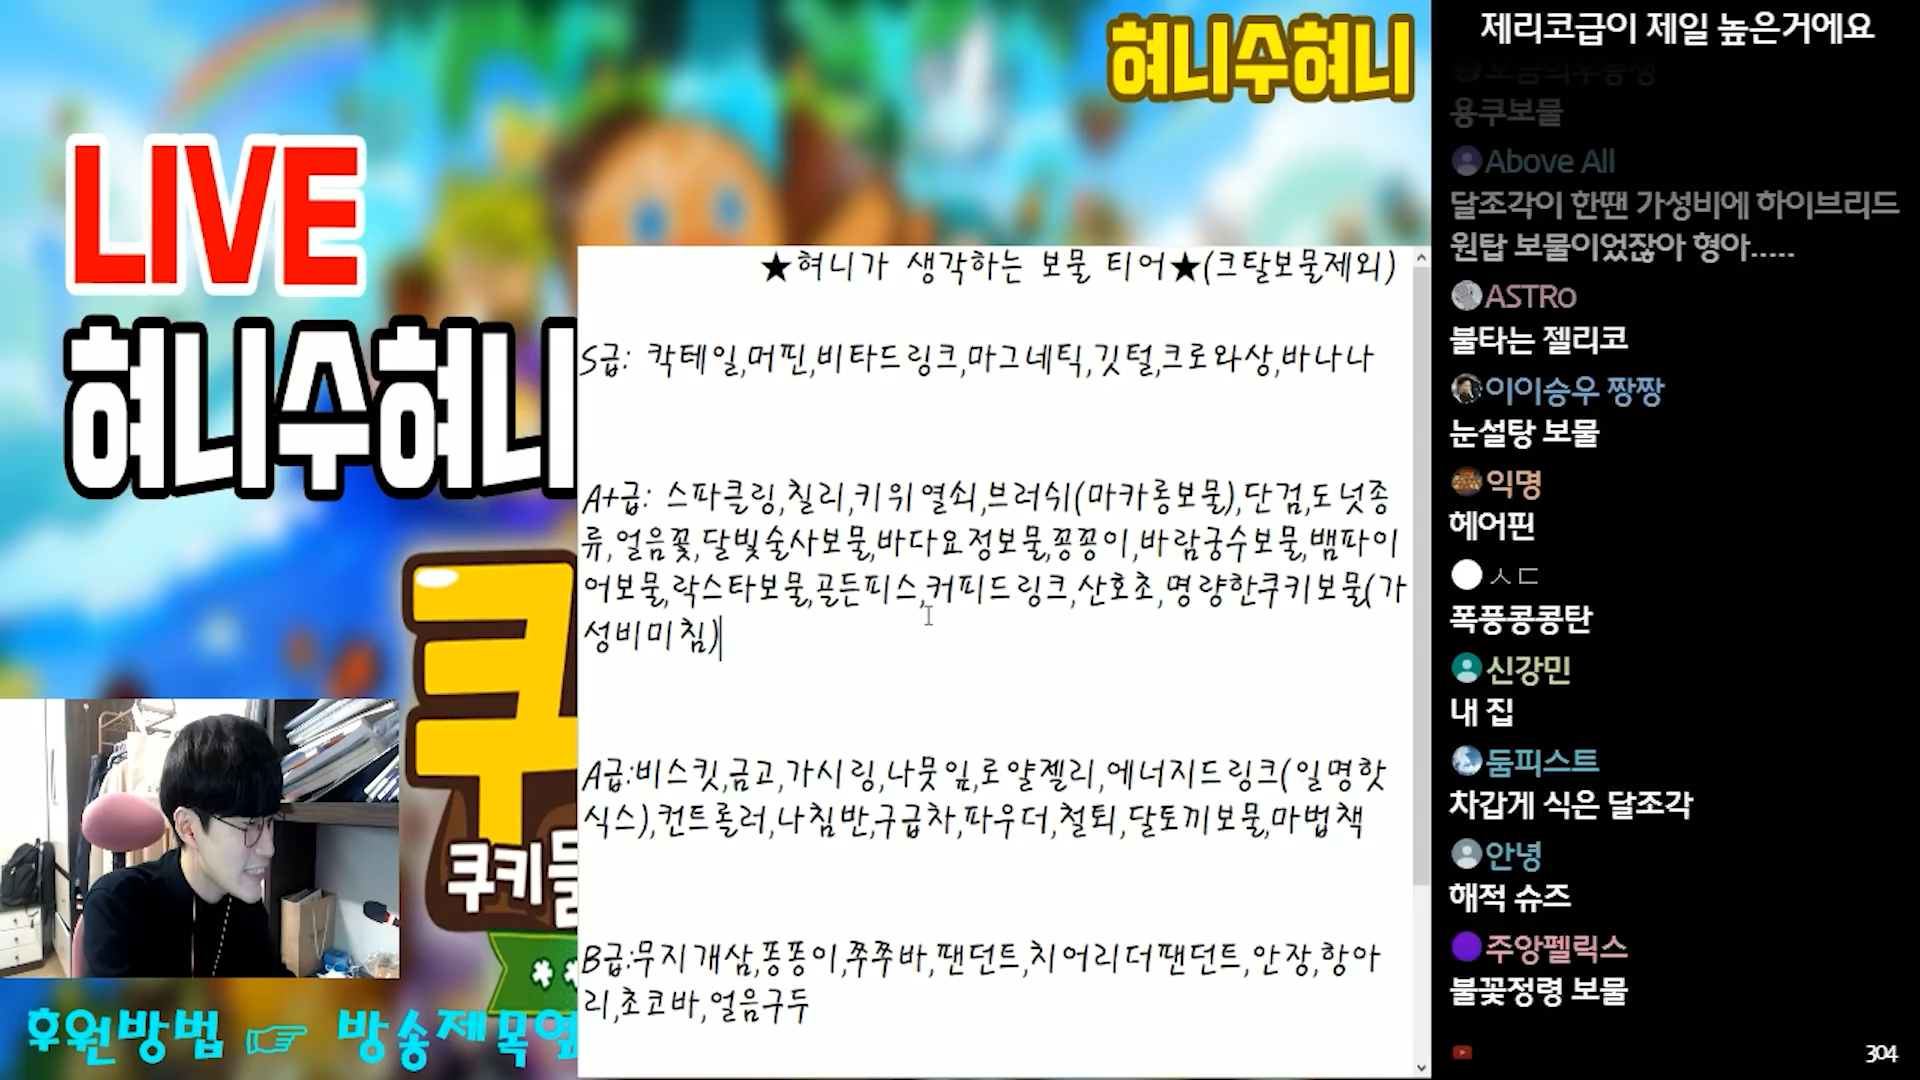 혀니수혀니
LIVE
혀니수혀니
★혀니가 생각하는 보물 티어★(크탈보물제외)
S급: 칵테일,머핀,비타드링크,마그네틱,깃털,크로와상,바나나
A+급: 스파클링,칠리,키위열쇠,브러쉬(마카롱보물),단검,도넛종
류,얼음꽃,달빛술사보물,바다요정보물,꽁꽁이,바람궁수보물,뱀파이
어보물,락스타보물,골든피스,커피드링크,산호초,명량한쿠키보물(가
성비미침)
A급:비스킷,금고,가시링,나뭇잎,로얄젤리,에너지드링크(일명핫
식스),컨트롤러,나침반,구급차,파우더,철퇴,달토끼보물,마법책
B급:무지개삼,퐁퐁이,쭈쭈바,팬던트,치어리더팬던트,안장,항아
리,초코바,얼음구두
쿠
쿠키들
후원방법 ☞ 방송제목옆
제리코급이 제일 높은거에요
용쿠보물
Above All
달조각이 한땐 가성비에 하이브리드
원탑 보물이었잖아 형아.....
ASTRo
불타는 젤리코
이이승우 짱짱
눈설탕 보물
익명
헤어핀
ㅅㄷ
폭풍콩콩탄
신강민
내 집
둠피스트
차갑게 식은 달조각
안녕
해적 슈즈
주앙펠릭스
불꽃정령 보물
304